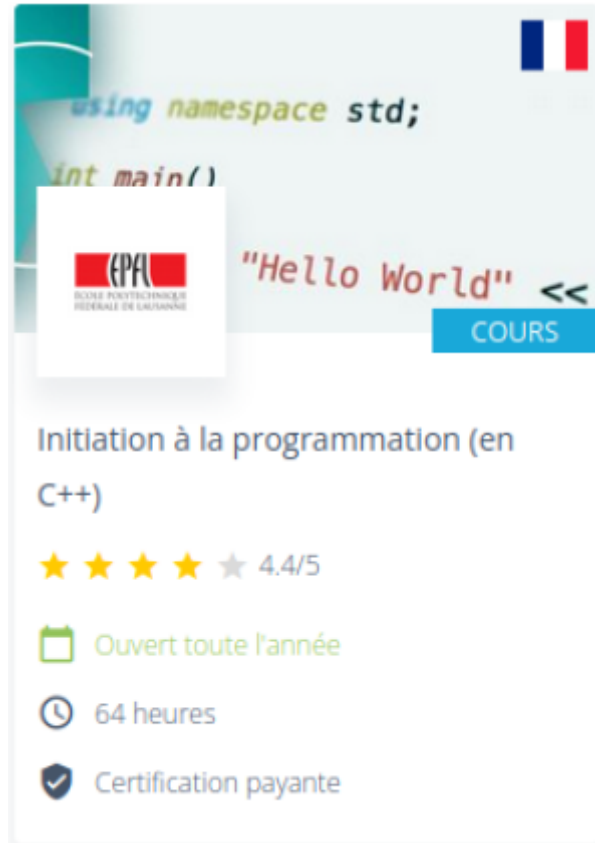 using namespace std;
int main()
"Hello World" <<
EPFL
ÉCOLE POLYTECHNIQUE
FÉDÉRALE DE LAUSANNE
COURS
Initiation à la programmation (en
C++)
4.4/5
Ouvert toute l'année
64 heures
Certification payante